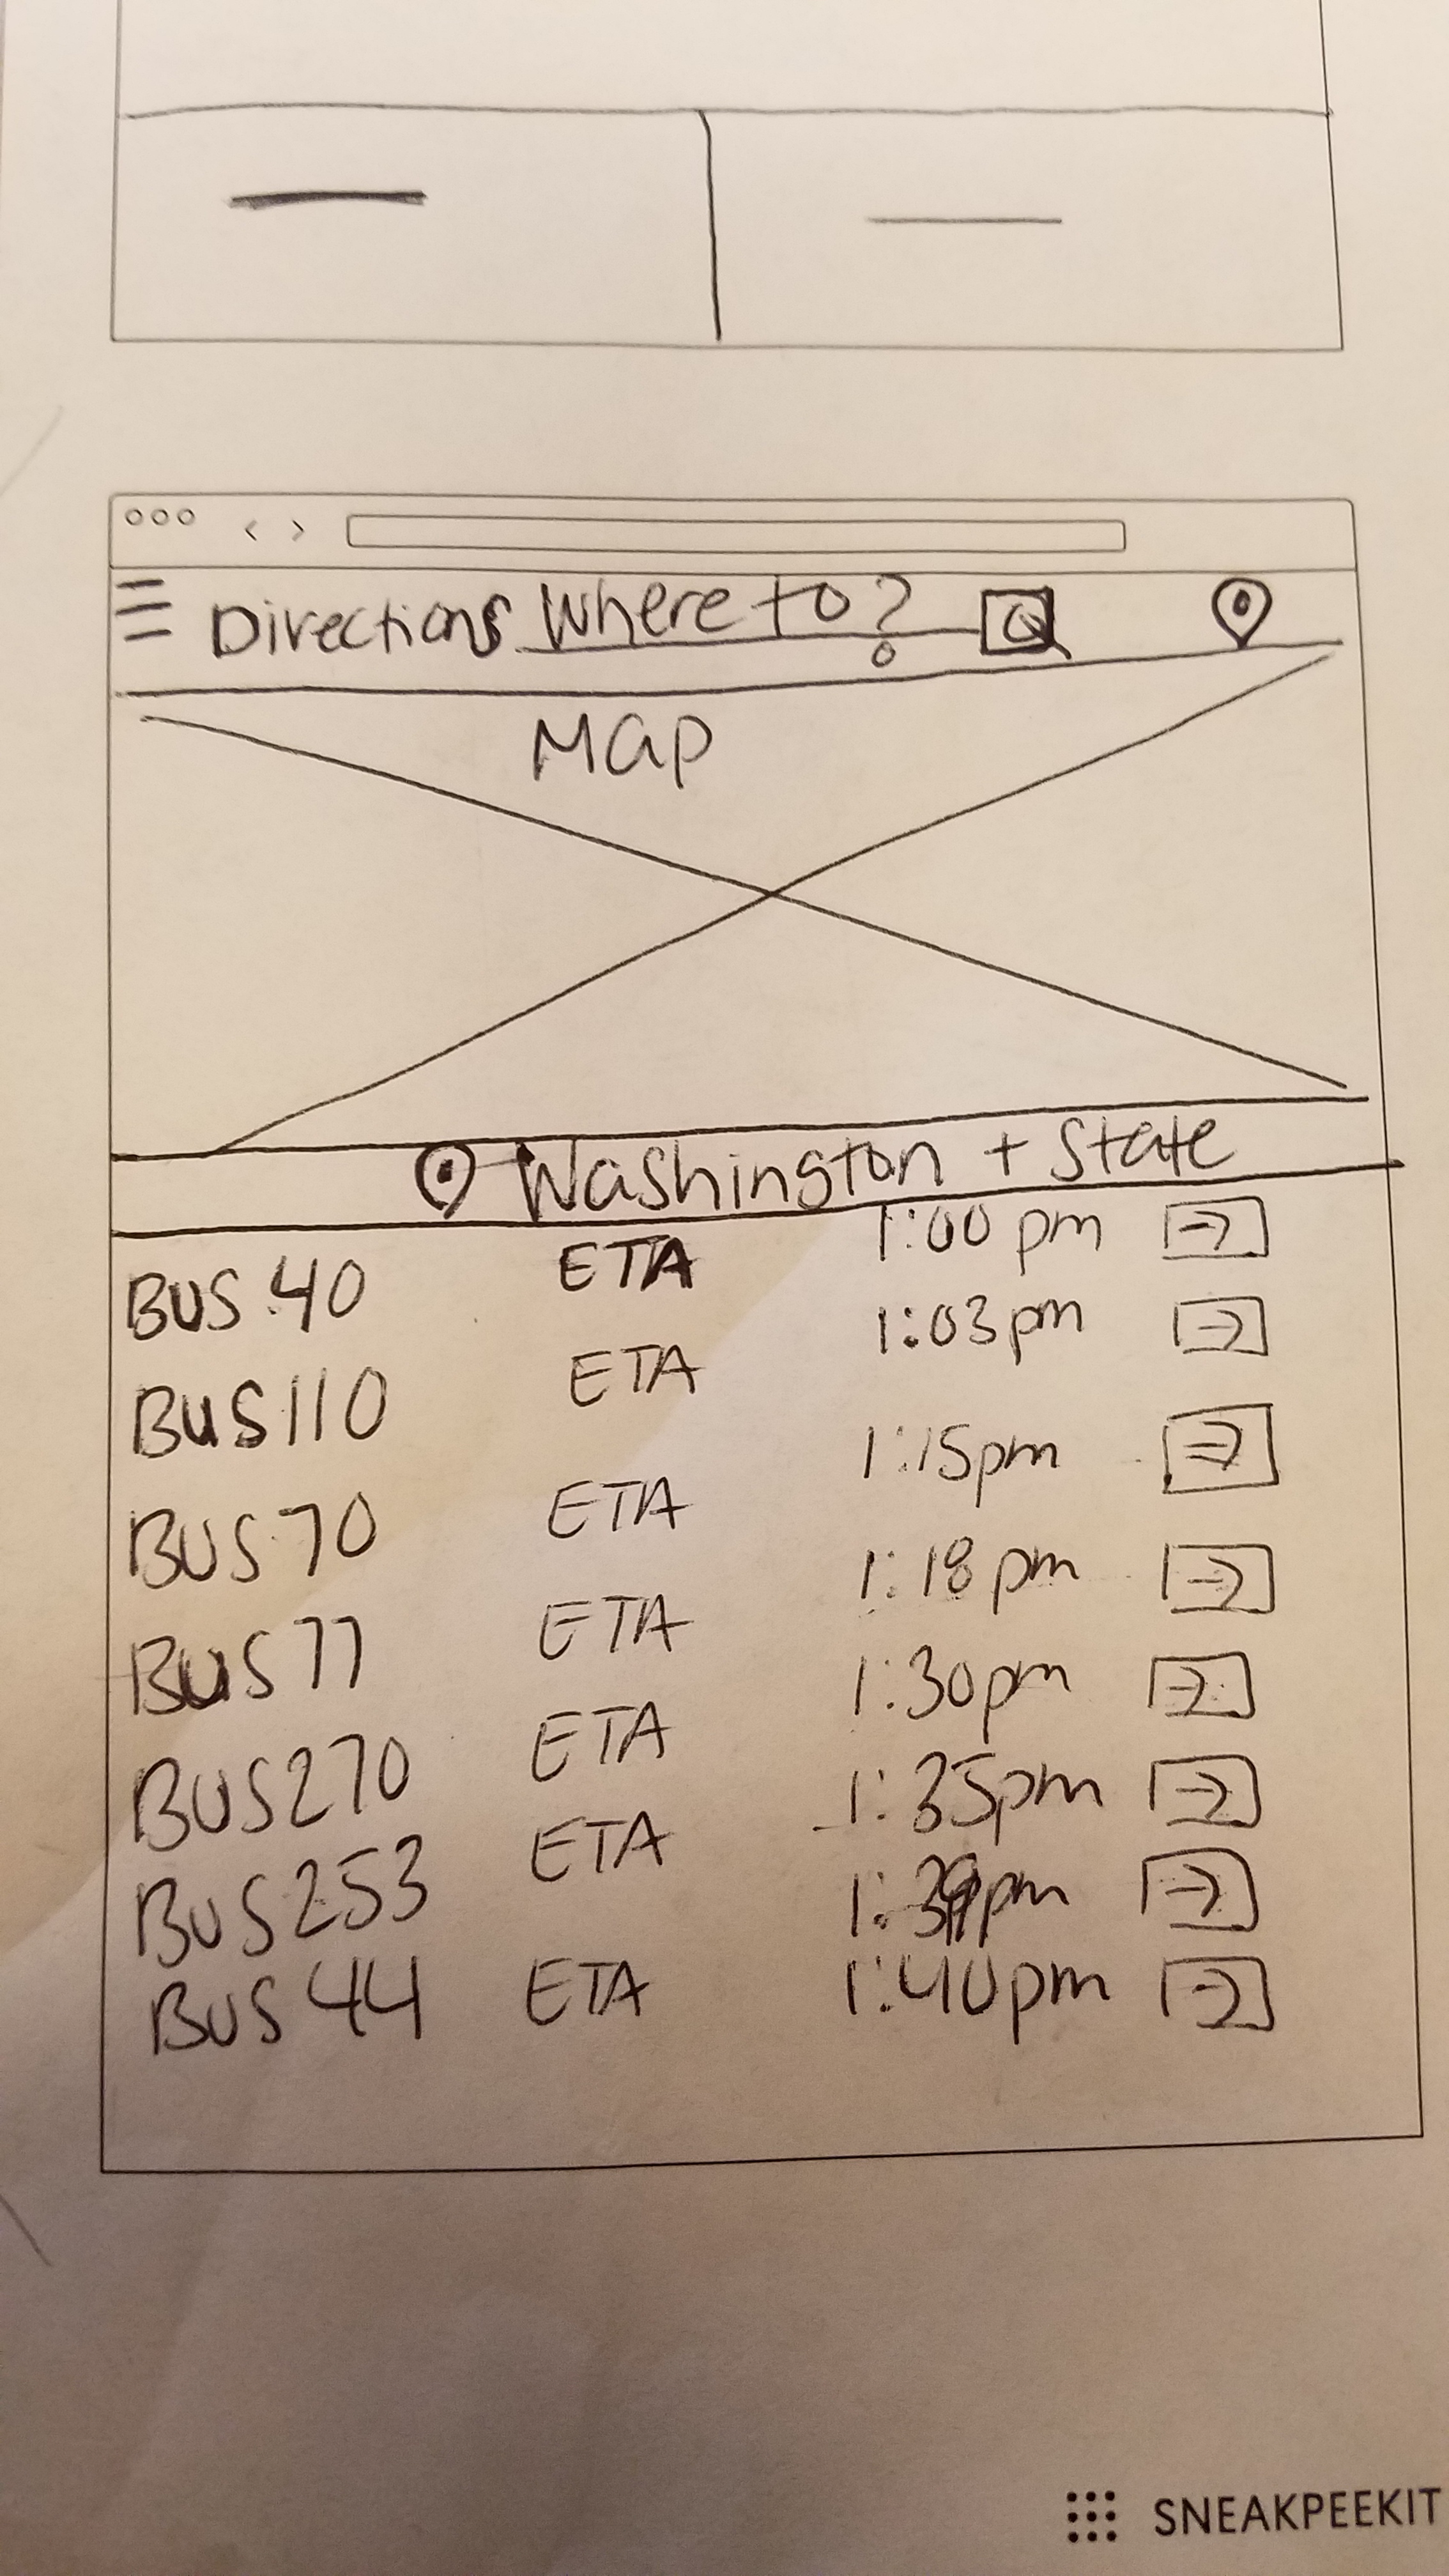 Directions Where to?
Map
Washington + State
BUS 40 ETA 1:00 pm
BUS 110 ETA 1:03 pm
BUS 70 ETA 1:15pm
BUS 77 ETA 1:18 pm
BUS 270 ETA 1:30pm
BUS 253 ETA 1:35pm
BUS 44 ETA 1:40pm
SNEAKPEEKIT